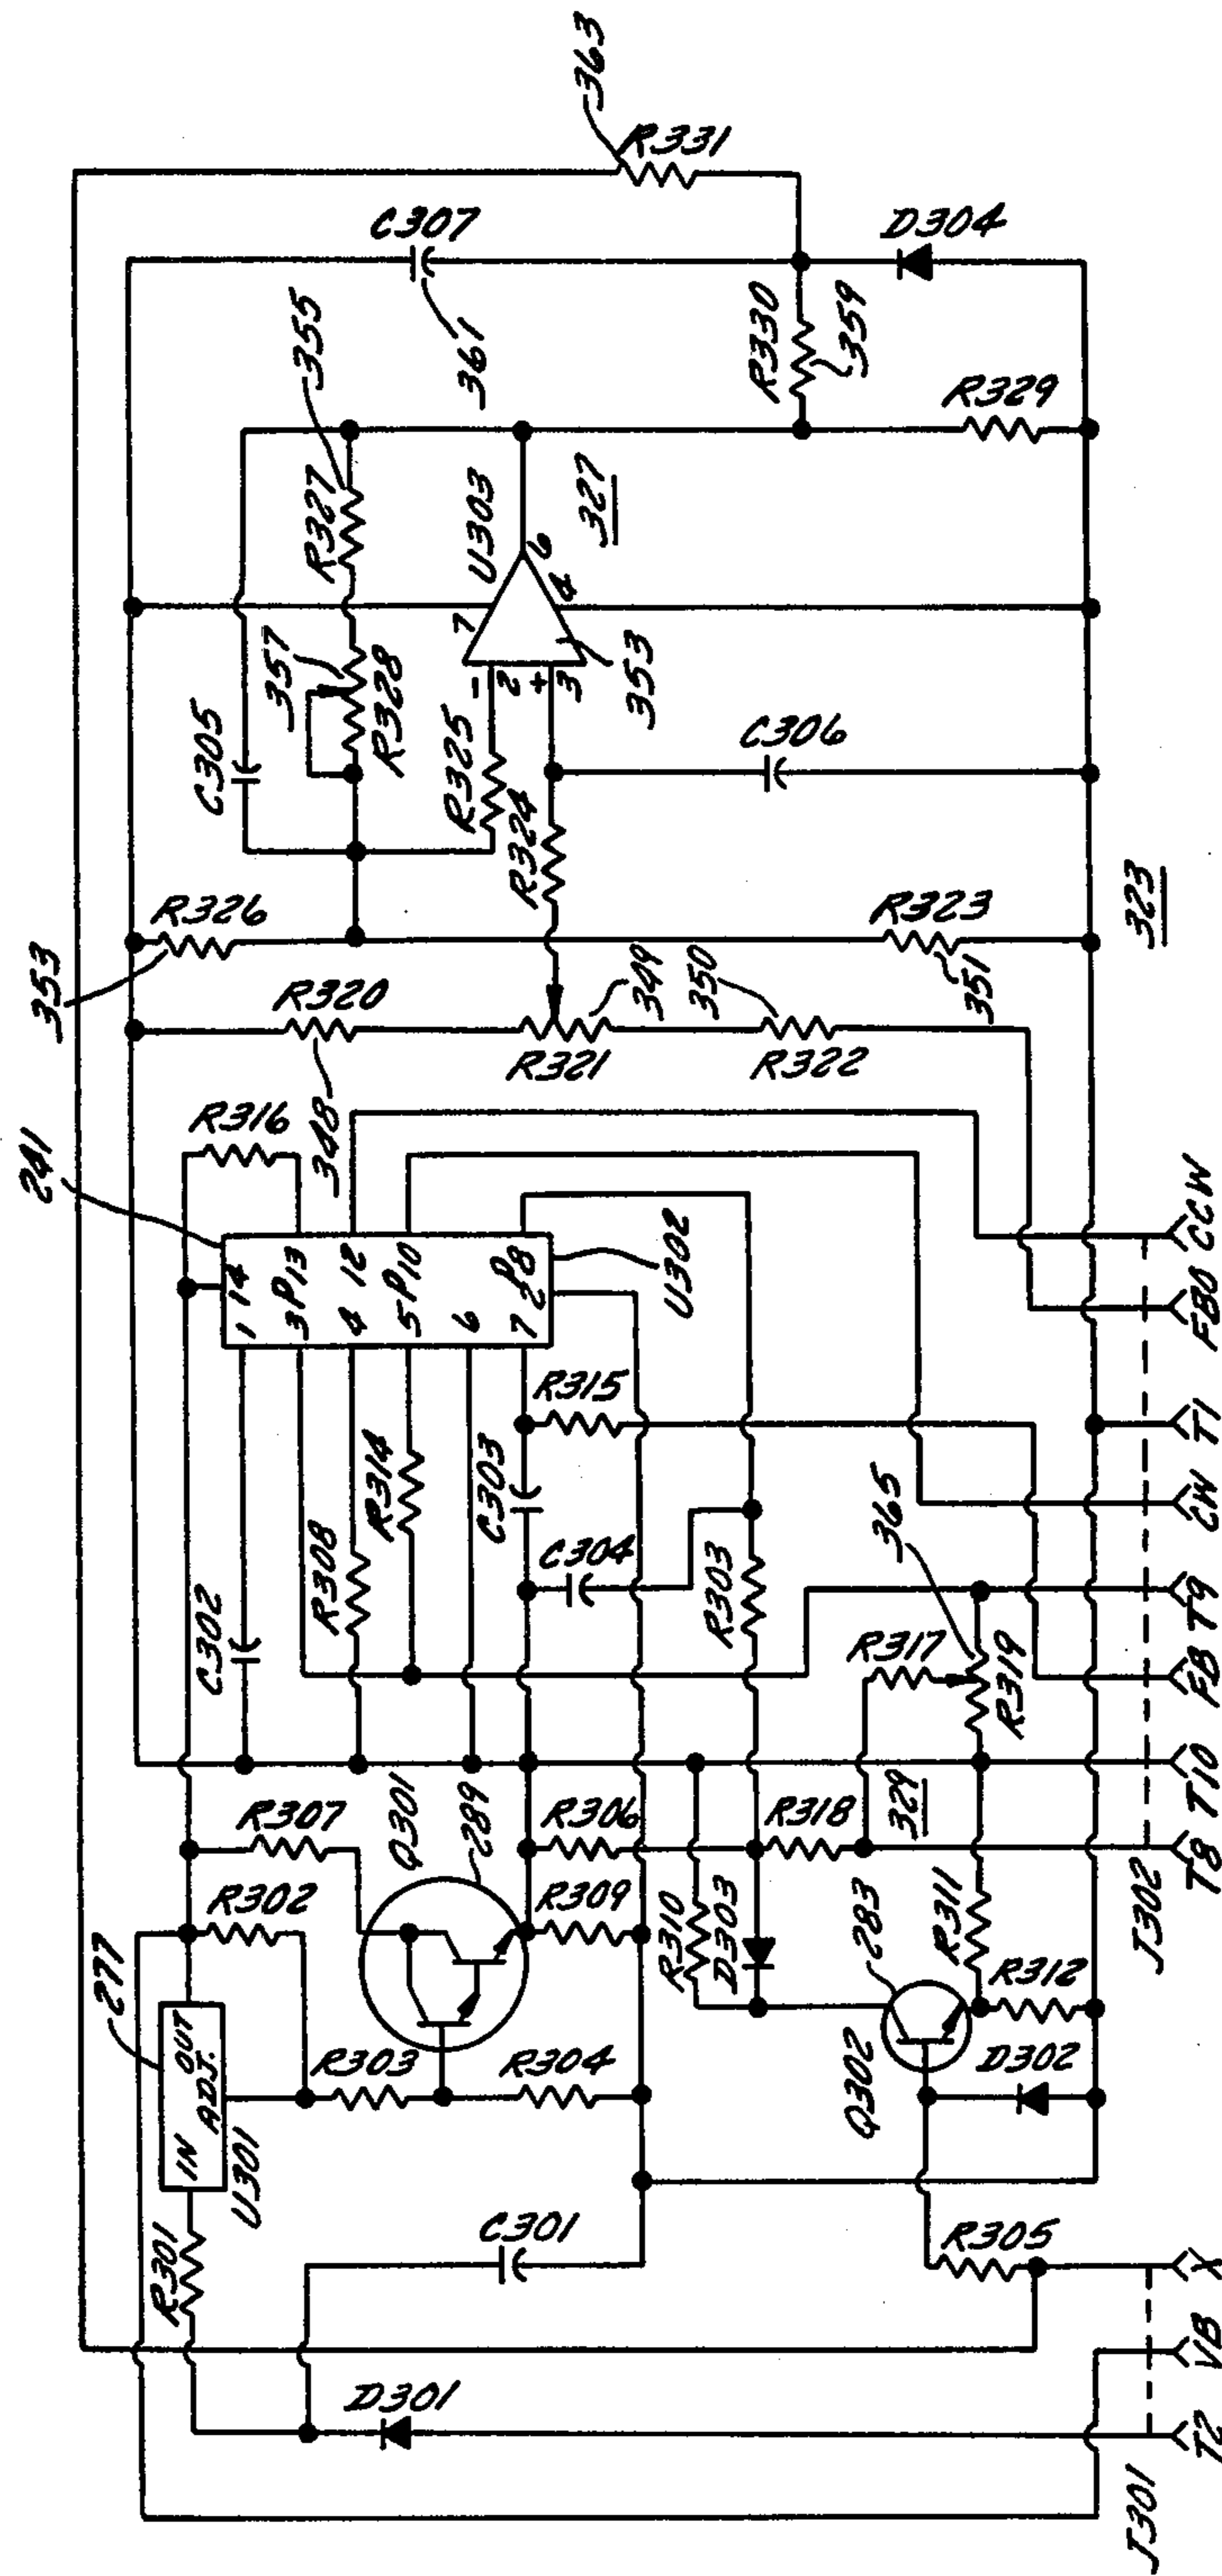 353
241
363
277
R302
R307
C302
R316
R326
C305
357
R328
R327
355
C307
R331
R301
IN
OUT
ADJ.
U301
R303
Q301
289
R308
R314
1
14
3
P13
4
12
5
P10
6
7
2
P8
348
R320
R325
U303
7
2
-
3
+
6
4
327
353
361
C301
R304
R309
R306
C303
C304
R315
U302
R321
349
350
R322
R324
C306
R330
359
D304
D301
R310
D303
R318
R303
329
R317
365
R319
R323
351
R329
Q302
283
R311
D302
R312
R305
323
J301
T2
VB
X
J302
T8
T10
FB
T9
CW
T1
FBO
CCW